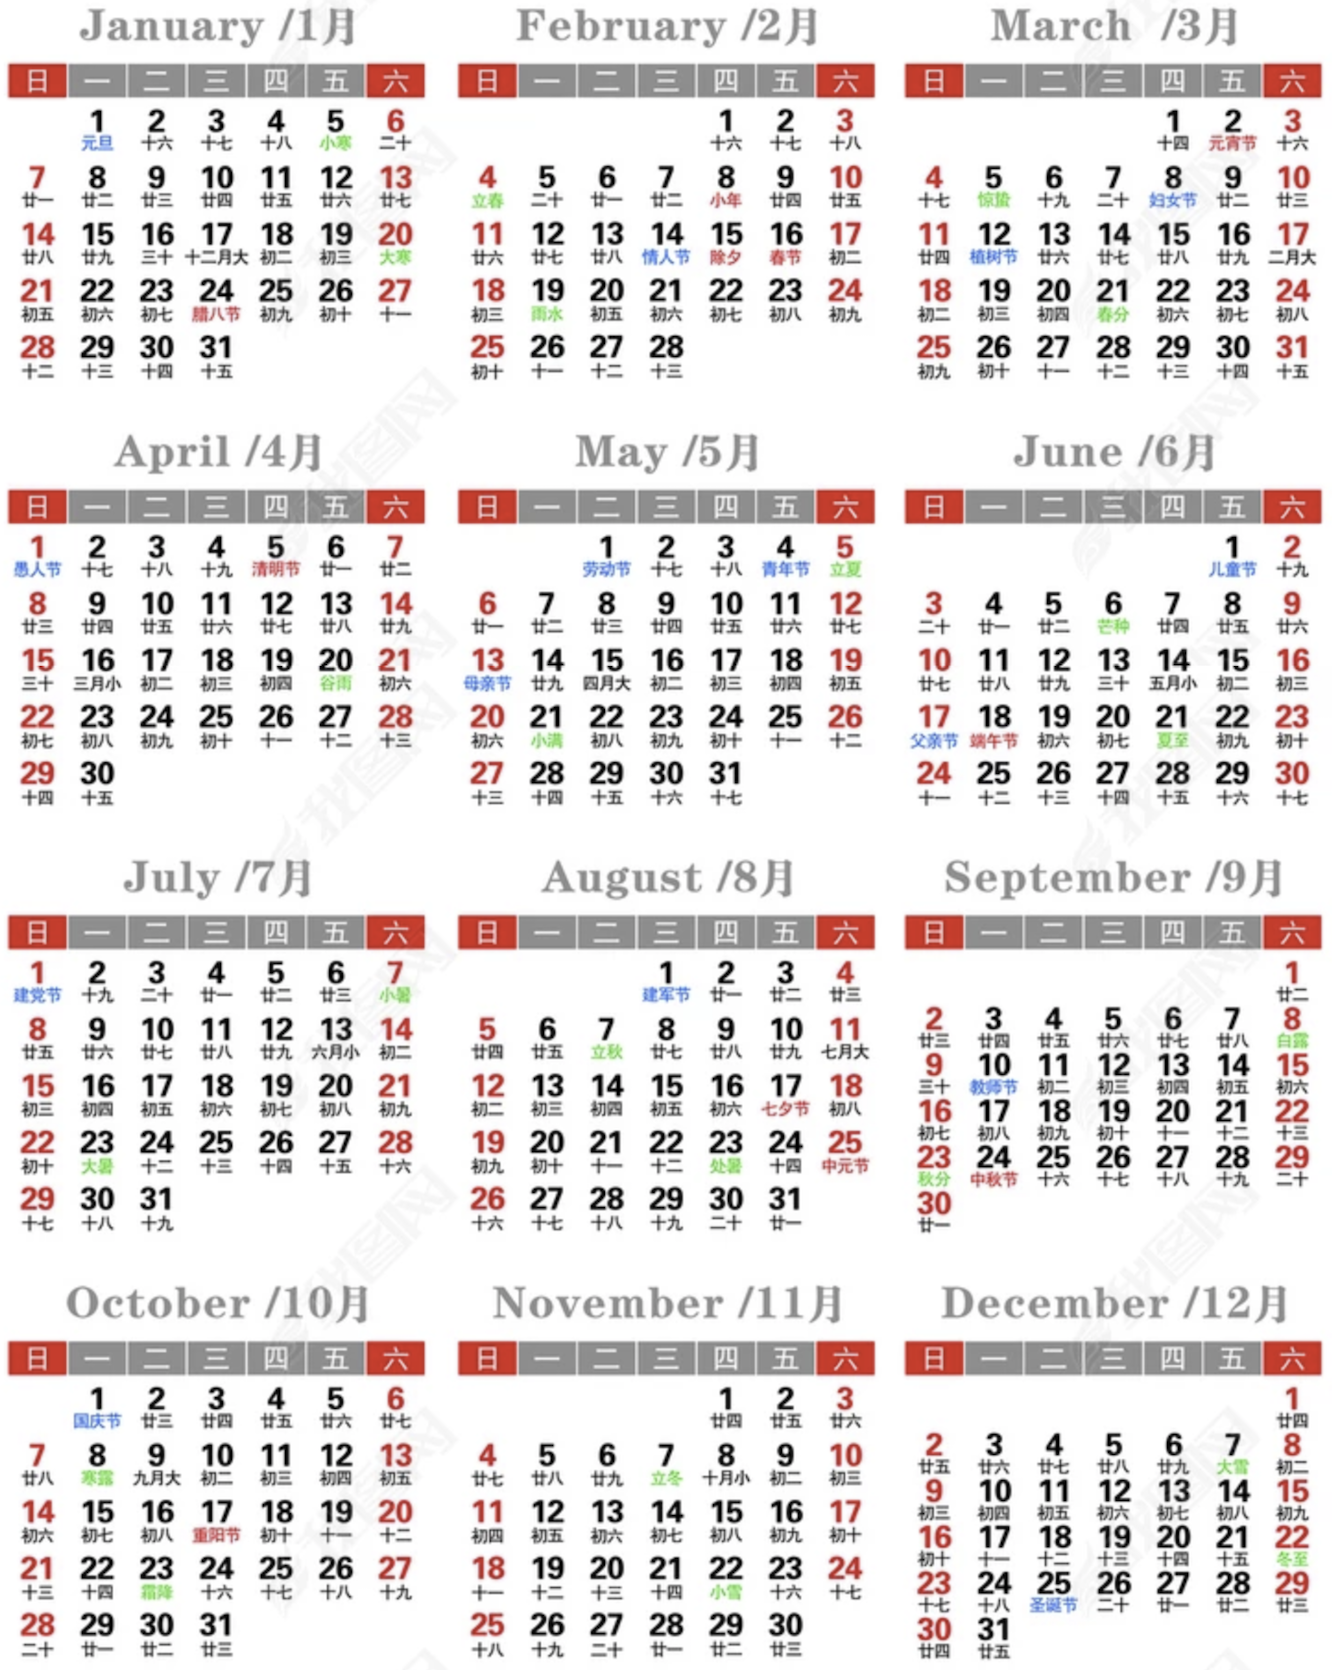 January /1月
日 一 二 三 四 五 六
1 2 3 4 5 6
元旦 十六 十七 十八 小寒 二十
7 8 9 10 11 12 13
廿一 廿二 廿三 廿四 廿五 廿六 廿七
14 15 16 17 18 19 20
廿八 廿九 三十 十二月大 初二 初三 大寒
21 22 23 24 25 26 27
初五 初六 初七 腊八节 初九 初十 十一
28 29 30 31
十二 十三 十四 十五
February /2月
日 一 二 三 四 五 六
1 2 3
十六 十七 十八
4 5 6 7 8 9 10
立春 二十 廿一 廿二 小年 廿四 廿五
11 12 13 14 15 16 17
廿六 廿七 廿八 情人节 除夕 春节 初二
18 19 20 21 22 23 24
初三 雨水 初五 初六 初七 初八 初九
25 26 27 28
初十 十一 十二 十三
March /3月
日 一 二 三 四 五 六
1 2 3
十四 元宵节 十六
4 5 6 7 8 9 10
十七 惊蛰 十九 二十 妇女节 廿二 廿三
11 12 13 14 15 16 17
廿四 植树节 廿六 廿七 廿八 廿九 二月大
18 19 20 21 22 23 24
初二 初三 初四 春分 初六 初七 初八
25 26 27 28 29 30 31
初九 初十 十一 十二 十三 十四 十五
April /4月
日 一 二 三 四 五 六
1 2 3 4 5 6 7
愚人节 十七 十八 十九 清明节 廿一 廿二
8 9 10 11 12 13 14
廿三 廿四 廿五 廿六 廿七 廿八 廿九
15 16 17 18 19 20 21
三十 三月小 初二 初三 初四 谷雨 初六
22 23 24 25 26 27 28
初七 初八 初九 初十 十一 十二 十三
29 30
十四 十五
May /5月
日 一 二 三 四 五 六
1 2 3 4 5
劳动节 十七 十八 青年节 立夏
6 7 8 9 10 11 12
廿一 廿二 廿三 廿四 廿五 廿六 廿七
13 14 15 16 17 18 19
母亲节 廿九 四月大 初二 初三 初四 初五
20 21 22 23 24 25 26
初六 小满 初八 初九 初十 十一 十二
27 28 29 30 31
十三 十四 十五 十六 十七
June /6月
日 一 二 三 四 五 六
1 2
儿童节 十九
3 4 5 6 7 8 9
二十 廿一 廿二 芒种 廿四 廿五 廿六
10 11 12 13 14 15 16
廿七 廿八 廿九 三十 五月小 初二 初三
17 18 19 20 21 22 23
父亲节 端午节 初六 初七 夏至 初九 初十
24 25 26 27 28 29 30
十一 十二 十三 十四 十五 十六 十七
July /7月
日 一 二 三 四 五 六
1 2 3 4 5 6 7
建党节 十九 二十 廿一 廿二 廿三 小暑
8 9 10 11 12 13 14
廿五 廿六 廿七 廿八 廿九 六月小 初二
15 16 17 18 19 20 21
初三 初四 初五 初六 初七 初八 初九
22 23 24 25 26 27 28
初十 大暑 十二 十三 十四 十五 十六
29 30 31
十七 十八 十九
August /8月
日 一 二 三 四 五 六
1 2 3 4
建军节 廿一 廿二 廿三
5 6 7 8 9 10 11
廿四 廿五 立秋 廿七 廿八 廿九 七月大
12 13 14 15 16 17 18
初二 初三 初四 初五 初六 七夕节 初八
19 20 21 22 23 24 25
初九 初十 十一 十二 处暑 十四 中元节
26 27 28 29 30 31
十六 十七 十八 十九 二十 廿一
September /9月
日 一 二 三 四 五 六
1
廿二
2 3 4 5 6 7 8
廿三 廿四 廿五 廿六 廿七 廿八 白露
9 10 11 12 13 14 15
三十 教师节 初二 初三 初四 初五 初六
16 17 18 19 20 21 22
初七 初八 初九 初十 十一 十二 十三
23 24 25 26 27 28 29
秋分 中秋节 十六 十七 十八 十九 二十
30
廿一
October /10月
日 一 二 三 四 五 六
1 2 3 4 5 6
国庆节 廿三 廿四 廿五 廿六 廿七
7 8 9 10 11 12 13
廿八 寒露 九月大 初二 初三 初四 初五
14 15 16 17 18 19 20
初六 初七 初八 重阳节 初十 十一 十二
21 22 23 24 25 26 27
十三 十四 霜降 十六 十七 十八 十九
28 29 30 31
二十 廿一 廿二 廿三
November /11月
日 一 二 三 四 五 六
1 2 3
廿四 廿五 廿六
4 5 6 7 8 9 10
廿七 廿八 廿九 立冬 十月小 初二 初三
11 12 13 14 15 16 17
初四 初五 初六 初七 初八 初九 初十
18 19 20 21 22 23 24
十一 十二 十三 十四 小雪 十六 十七
25 26 27 28 29 30
十八 十九 二十 廿一 廿二 廿三
December /12月
日 一 二 三 四 五 六
1
廿四
2 3 4 5 6 7 8
廿五 廿六 廿七 廿八 廿九 大雪 初二
9 10 11 12 13 14 15
初三 初四 初五 初六 初七 初八 初九
16 17 18 19 20 21 22
初十 十一 十二 十三 十四 十五 冬至
23 24 25 26 27 28 29
十七 十八 圣诞节 二十 廿一 廿二 廿三
30 31
廿四 廿五